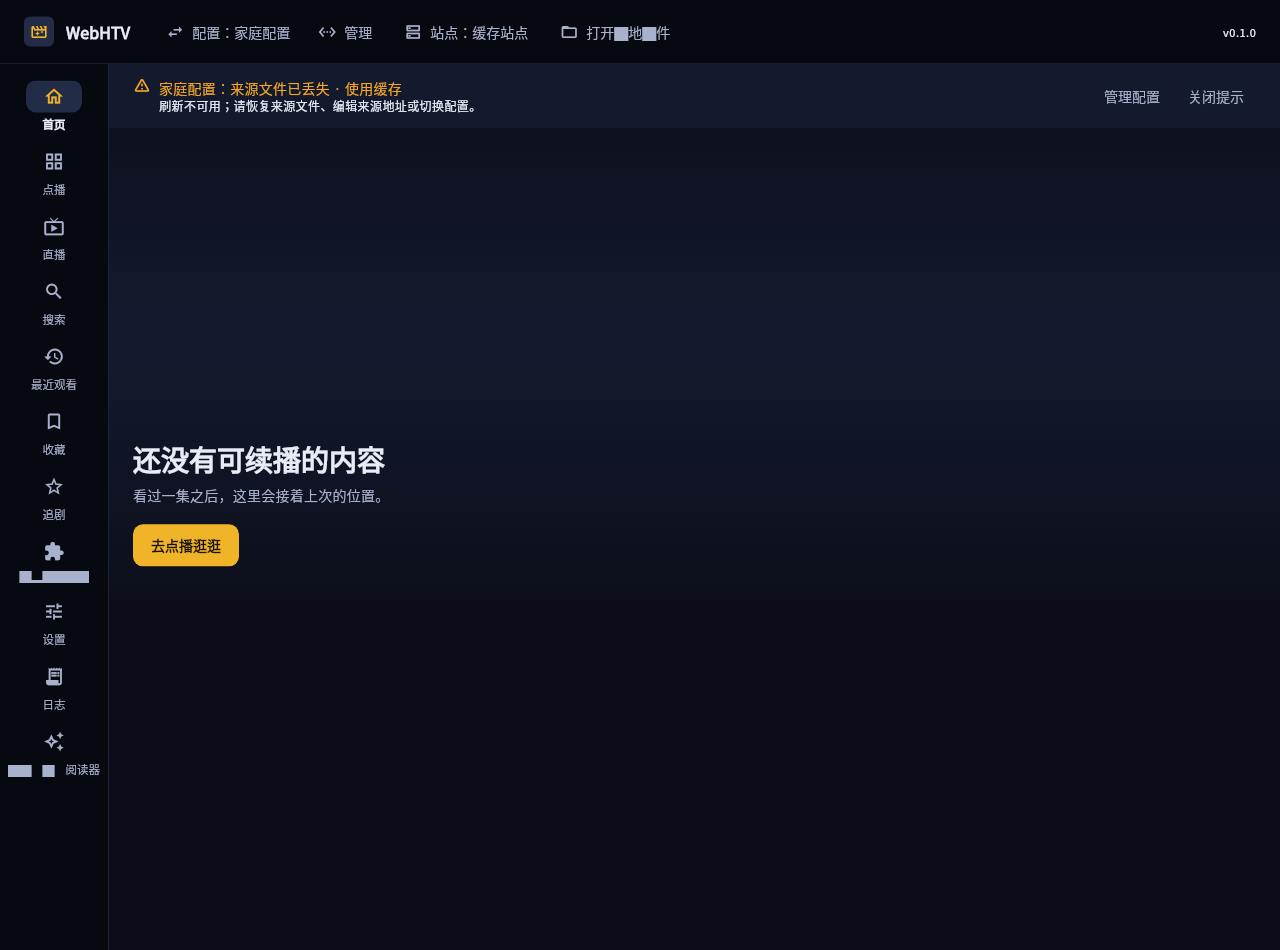 WebHTV
配置：家庭配置
管理
站点：缓存站点
打开 地 件
v0.1.0
家庭配置：来源文件已丢失 · 使用缓存
刷新不可用；请恢复来源文件、编辑来源地址或切换配置。
管理配置
关闭提示
首页
点播
直播
搜索
最近观看
收藏
追剧
设置
日志
阅读器
还没有可续播的内容
看过一集之后，这里会接着上次的位置。
去点播逛逛